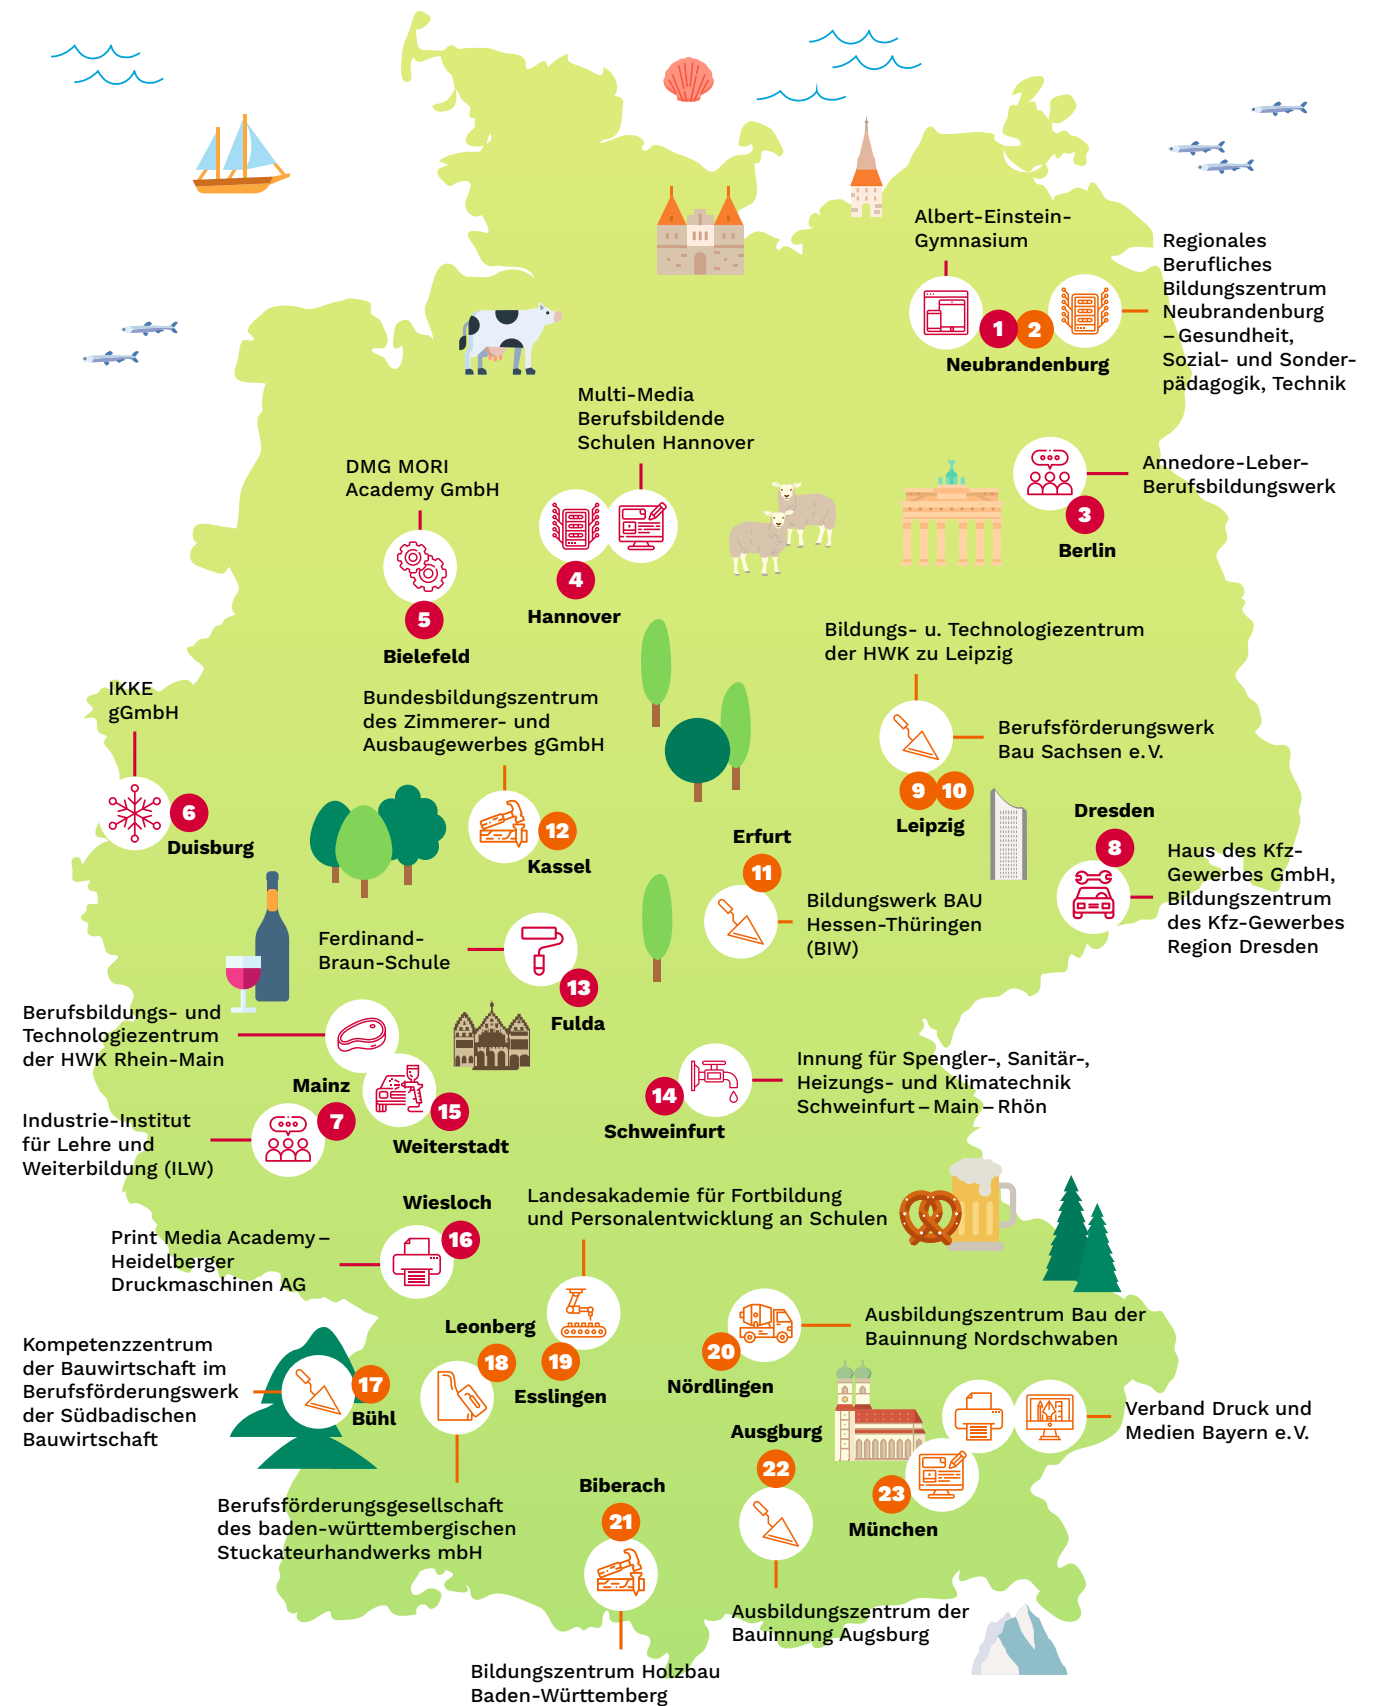 Albert-Einstein-
Gymnasium
Regionales
Berufliches
Bildungszentrum
Neubrandenburg
– Gesundheit,
Sozial- und Sonder-
pädagogik, Technik
1
2
Neubrandenburg
Multi-Media
Berufsbildende
Schulen Hannover
4
Hannover
DMG MORI
Academy GmbH
5
Bielefeld
Annedore-Leber-
Berufsbildungswerk
3
Berlin
Bildungs- u. Technologiezentrum
der HWK zu Leipzig
Berufsförderungswerk
Bau Sachsen e.V.
9
10
Leipzig
IKKE
gGmbH
6
Duisburg
Bundesbildungszentrum
des Zimmerer- und
Ausbaugewerbes gGmbH
12
Kassel
Erfurt
11
Bildungswerk BAU
Hessen-Thüringen
(BIW)
Dresden
8
Haus des Kfz-
Gewerbes GmbH,
Bildungszentrum
des Kfz-Gewerbes
Region Dresden
Ferdinand-
Braun-Schule
13
Fulda
Berufsbildungs- und
Technologiezentrum
der HWK Rhein-Main
Mainz
7
15
Weiterstadt
Industrie-Institut
für Lehre und
Weiterbildung (ILW)
14
Schweinfurt
Innung für Spengler-, Sanitär-,
Heizungs- und Klimatechnik
Schweinfurt – Main – Rhön
Wiesloch
16
Print Media Academy –
Heidelberger
Druckmaschinen AG
Landesakademie für Fortbildung
und Personalentwicklung an Schulen
Leonberg
18
19
Esslingen
Kompetenzzentrum
der Bauwirtschaft im
Berufsförderungswerk
der Südbadischen
Bauwirtschaft
17
Bühl
Ausbildungszentrum Bau der
Bauinnung Nordschwaben
20
Nördlingen
Verband Druck und
Medien Bayern e.V.
23
München
Ausgburg
22
Ausbildungszentrum der
Bauinnung Augsburg
Berufsförderungsgesellschaft
des baden-württembergischen
Stuckateurhandwerks mbH
Biberach
21
Bildungszentrum Holzbau
Baden-Württemberg